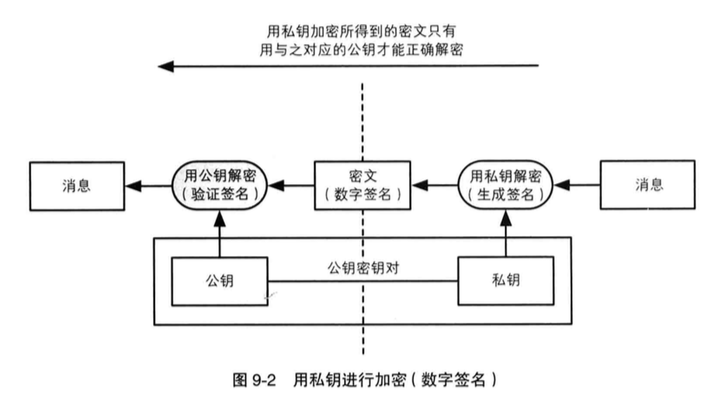 用私钥加密所得到的密文只有
用与之对应的公钥才能正确解密
消息
用公钥解密
(验证签名)
密文
(数字签名)
用私钥解密
(生成签名)
消息
公钥
公钥密钥对
私钥
图 9-2 用私钥进行加密(数字签名)